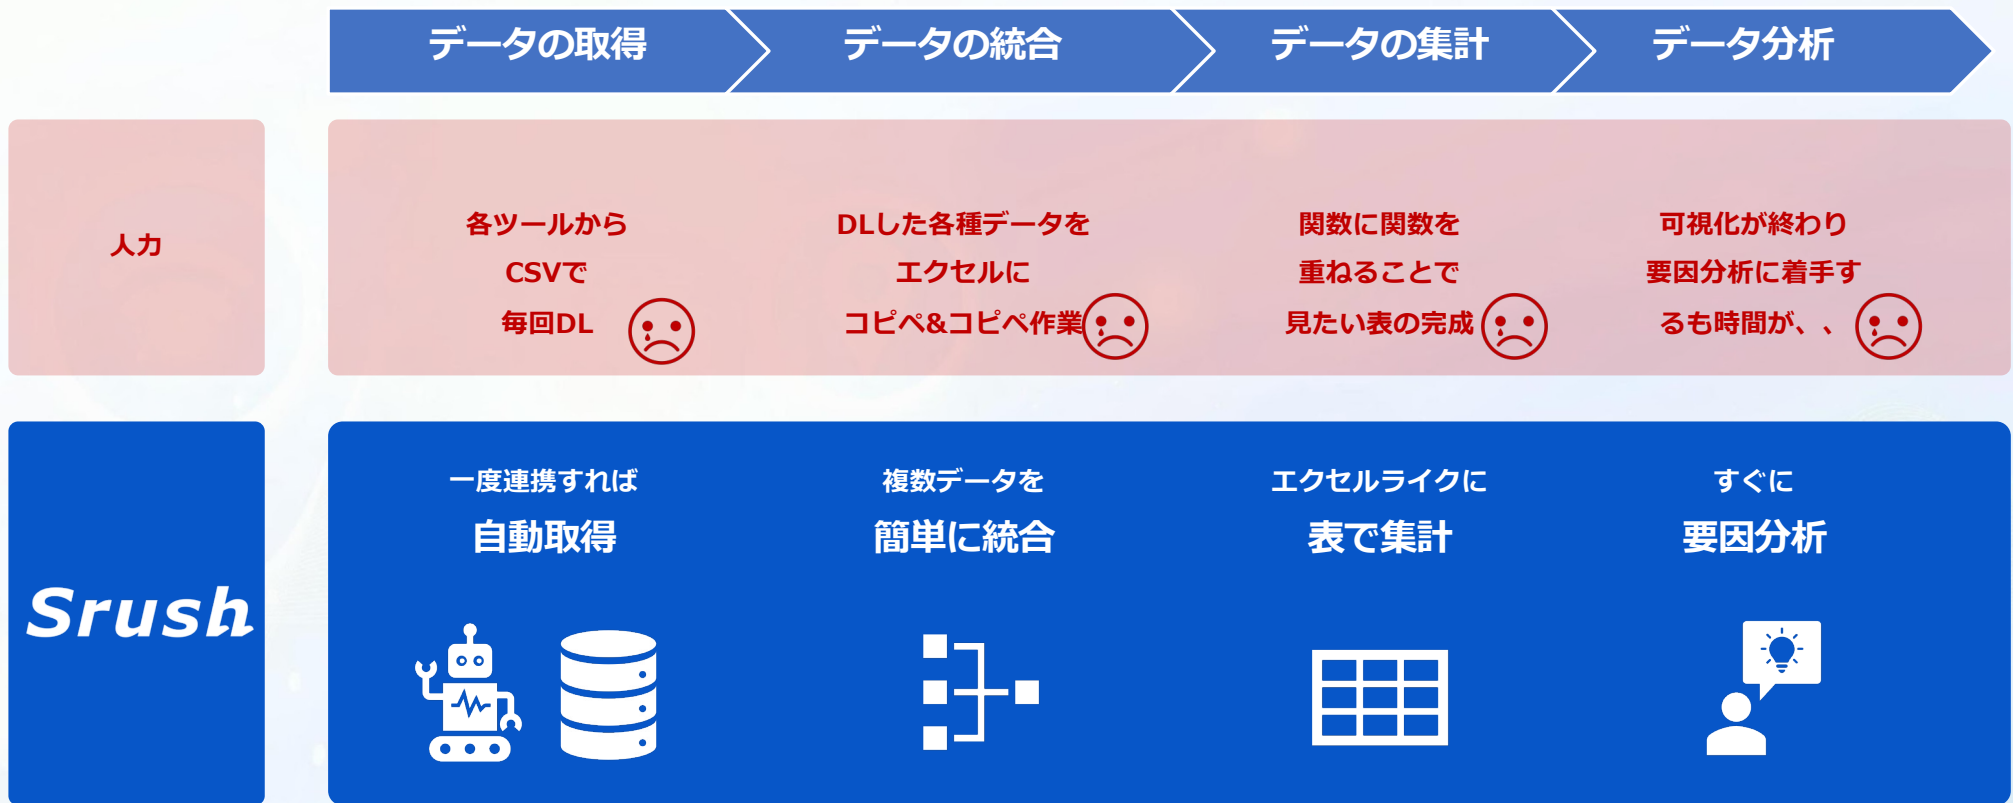 データの取得
データの統合
データの集計
データ分析
人力
各ツールから
CSVで
毎回DL
DLした各種データを
エクセルに
コピペ&コピペ作業
関数に関数を
重ねることで
見たい表の完成
可視化が終わり
要因分析に着手す
るも時間が、、
Srush
一度連携すれば
自動取得
複数データを
簡単に統合
エクセルライクに
表で集計
すぐに
要因分析